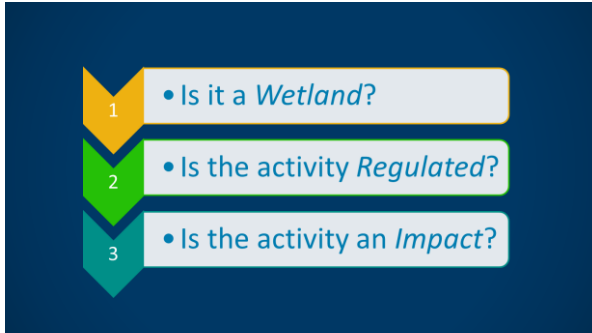 1
• Is it a Wetland?
2
• Is the activity Regulated?
3
• Is the activity an Impact?